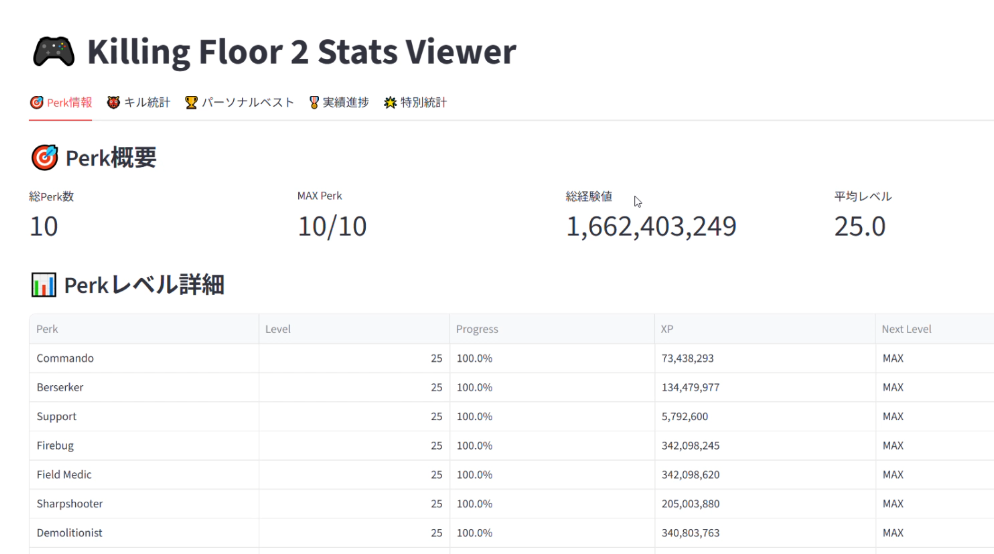 Killing Floor 2 Stats Viewer
Perk情報 キル統計 パーソナルベスト 実績進捗 特別統計
Perk概要
総Perk数 MAX Perk 総経験値 平均レベル
10 10/10 1,662,403,249 25.0
Perkレベル詳細
Perk Level Progress XP Next Level
Commando 25 100.0% 73,438,293 MAX
Berserker 25 100.0% 134,479,977 MAX
Support 25 100.0% 5,792,600 MAX
Firebug 25 100.0% 342,098,245 MAX
Field Medic 25 100.0% 342,098,620 MAX
Sharpshooter 25 100.0% 205,003,880 MAX
Demolitionist 25 100.0% 340,803,763 MAX